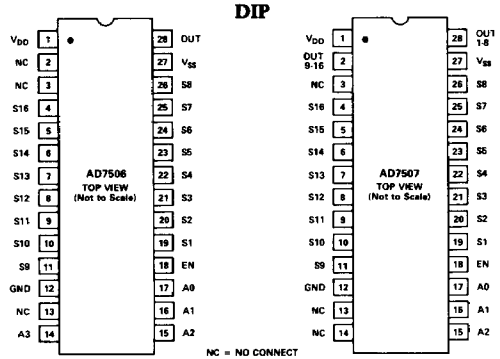 DIP
VDD 1 28 OUT
NC 2 27 VSS
NC 3 26 S8
S16 4 25 S7
S15 5 24 S6
S14 6 23 S5
S13 7 22 S4
S12 8 21 S3
S11 9 20 S2
S10 10 19 S1
S9 11 18 EN
GND 12 17 A0
NC 13 16 A1
A3 14 15 A2
AD7506
TOP VIEW
(Not to Scale)
VDD 1 28 OUT 1-8
OUT 9-16 2 27 VSS
NC 3 26 S8
S16 4 25 S7
S15 5 24 S6
S14 6 23 S5
S13 7 22 S4
S12 8 21 S3
S11 9 20 S2
S10 10 19 S1
S9 11 18 EN
GND 12 17 A0
NC 13 16 A1
NC 14 15 A2
AD7507
TOP VIEW
(Not to Scale)
NC = NO CONNECT